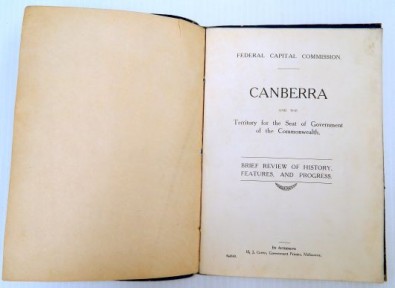 FEDERAL CAPITAL COMMISSION
CANBERRA
AND THE
Territory for the Seat of Government
of the Commonwealth.
BRIEF REVIEW OF HISTORY,
FEATURES, AND PROGRESS
By Authority:
H. J. Green, Government Printer, Melbourne.